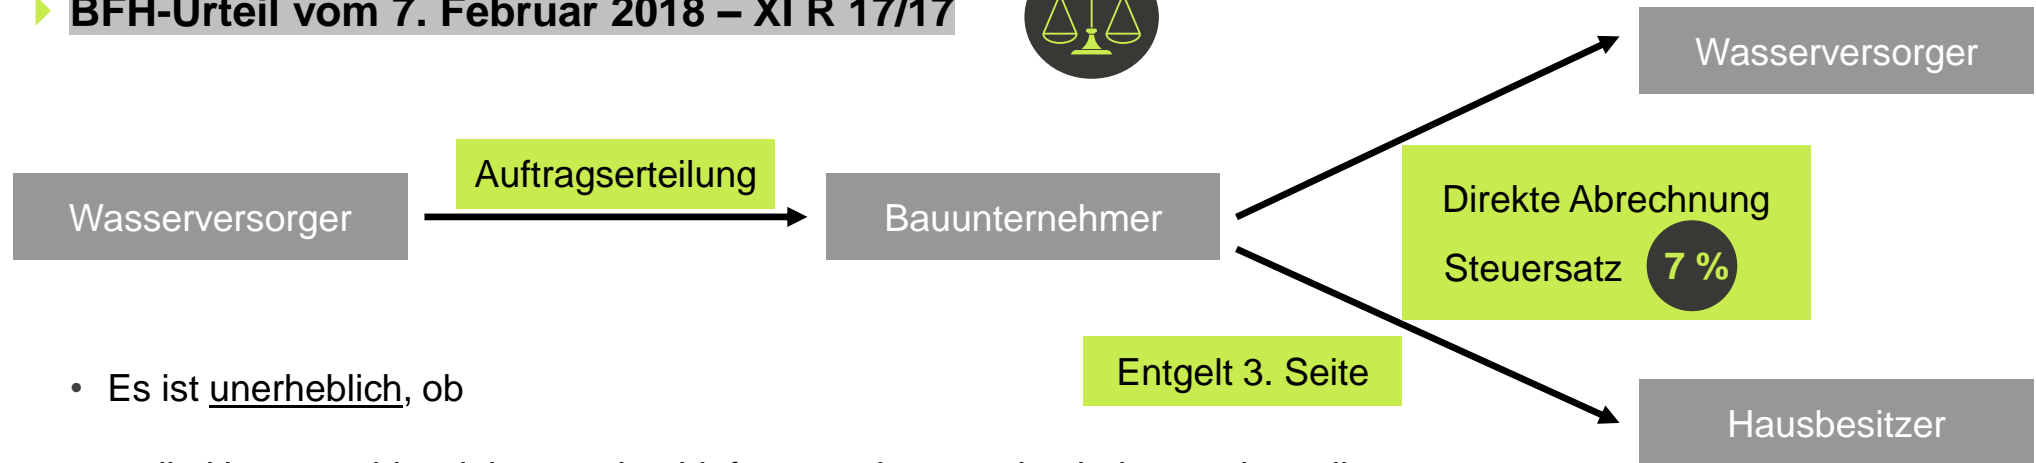 BFH-Urteil vom 7. Februar 2018 – XI R 17/17
Wasserversorger
Auftragserteilung
Wasserversorger
Bauunternehmer
Direkte Abrechnung
Steuersatz 7 %
Entgelt 3. Seite
• Es ist unerheblich, ob
Hausbesitzer